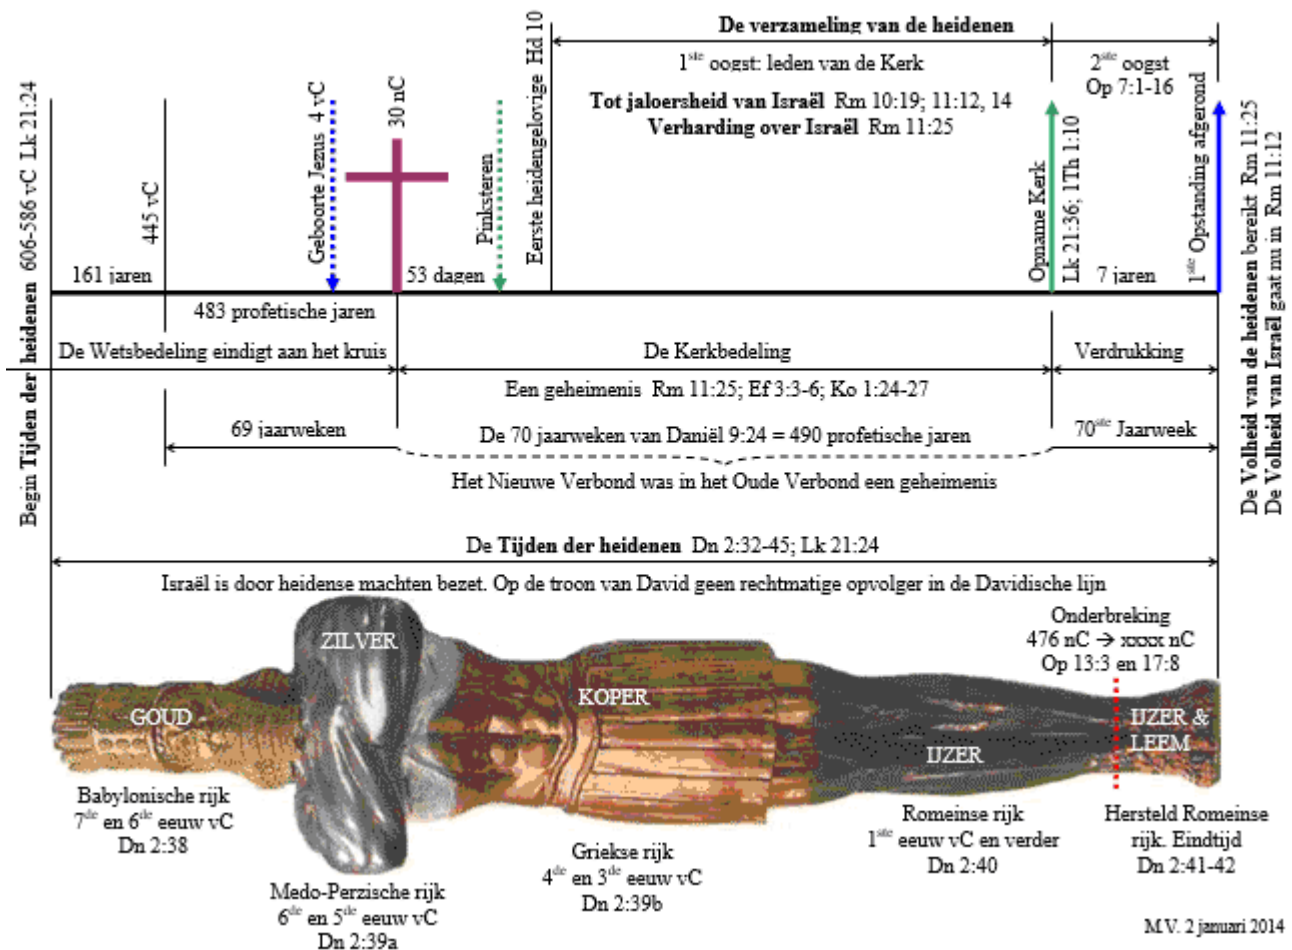 De verzameling van de heidenen
1ste oogst: leden van de Kerk
2de oogst
Op 7:1-16
Tot jaloersheid van Israël Rm 10:19; 11:12, 14
Verharding over Israël Rm 11:25
Begin Tijden der heidenen 606-586 vC Lk 21:24
445 vC
Geboorte Jezus 4 vC
30 nC
Pinksteren
Eerste heidengelovige Hd 10
Opname Kerk
Lk 21:36; 1Th 1:10
1ste Opstanding afgerond
De Volheid van de heidenen bereikt Rm 11:25
De Volheid van Israël gaat nu in Rm 11:12
161 jaren
53 dagen
7 jaren
483 profetische jaren
De Wetsbedeling eindigt aan het kruis
De Kerkbedeling
Verdrukking
Een geheimenis Rm 11:25; Ef 3:3-6; Ko 1:24-27
69 jaarweken
De 70 jaarweken van Daniël 9:24 = 490 profetische jaren
70ste Jaarweek
Het Nieuwe Verbond was in het Oude Verbond een geheimenis
De Tijden der heidenen Dn 2:32-45; Lk 21:24
Israël is door heidense machten bezet. Op de troon van David geen rechtmatige opvolger in de Davidische lijn
Onderbreking
476 nC → xxxx nC
Op 13:3 en 17:8
GOUD
ZILVER
KOPER
IJZER
IJZER &
LEEM
Babylonische rijk
7de en 6de eeuw vC
Dn 2:38
Medo-Perzische rijk
6de en 5de eeuw vC
Dn 2:39a
Griekse rijk
4de en 3de eeuw vC
Dn 2:39b
Romeinse rijk
1ste eeuw vC en verder
Dn 2:40
Hersteld Romeinse
rijk. Eindtijd
Dn 2:41-42
M.V. 2 januari 2014